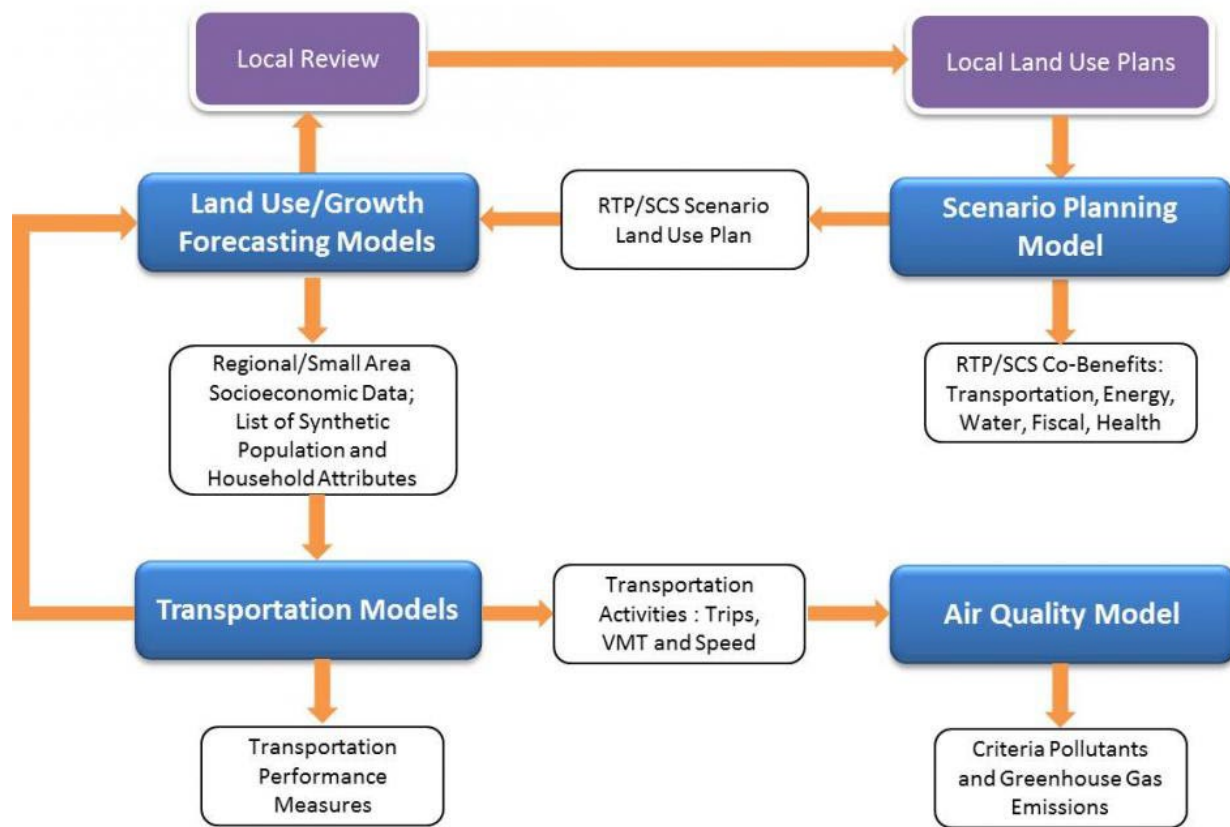 Local Review
Local Land Use Plans
Land Use/Growth
Forecasting Models
RTP/SCS Scenario
Land Use Plan
Scenario Planning
Model
Regional/Small Area
Socioeconomic Data;
List of Synthetic
Population and
Household Attributes
RTP/SCS Co-Benefits:
Transportation, Energy,
Water, Fiscal, Health
Transportation Models
Transportation
Activities : Trips,
VMT and Speed
Air Quality Model
Transportation
Performance
Measures
Criteria Pollutants
and Greenhouse Gas
Emissions